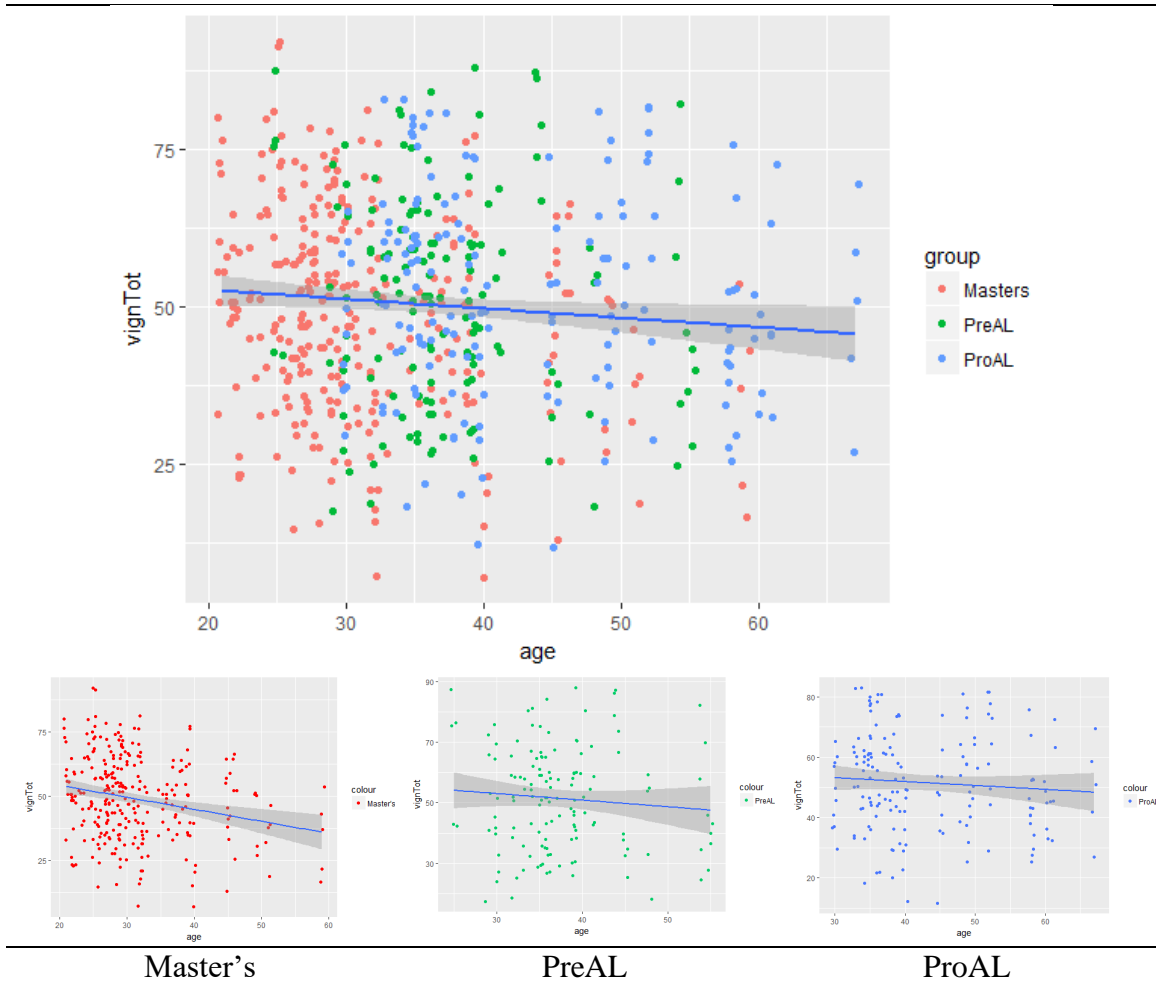 vignTot
75
50
25
20 30 40 50 60
age
group
Masters
PreAL
ProAL
vignTot
75
50
25
20 30 40 50 60
age
colour
Master's
vignTot
90
70
50
30
30 40 50
age
colour
PreAL
vignTot
80
60
40
20
30 40 50 60
age
colour
ProAl
Master's PreAL ProAL